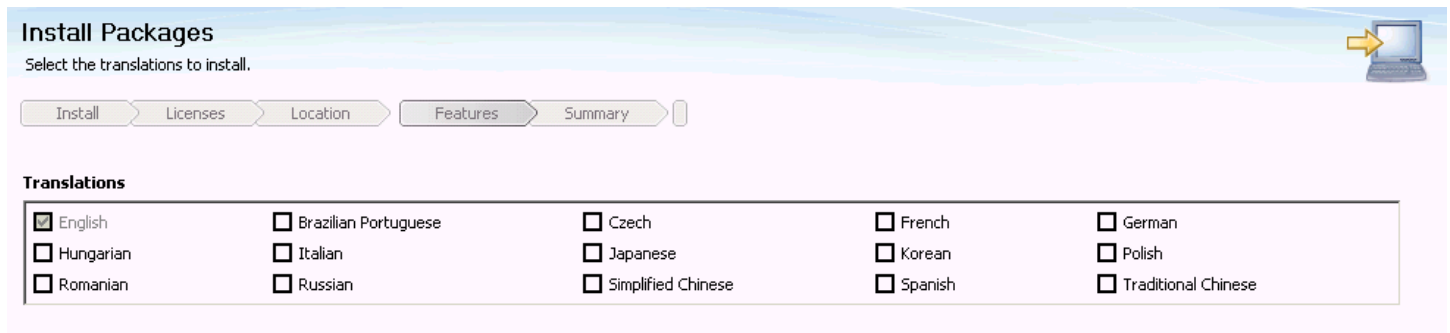 Install Packages
Select the translations to install.
Install Licenses Location Features Summary
Translations
English Brazilian Portuguese Czech French German
Hungarian Italian Japanese Korean Polish
Romanian Russian Simplified Chinese Spanish Traditional Chinese